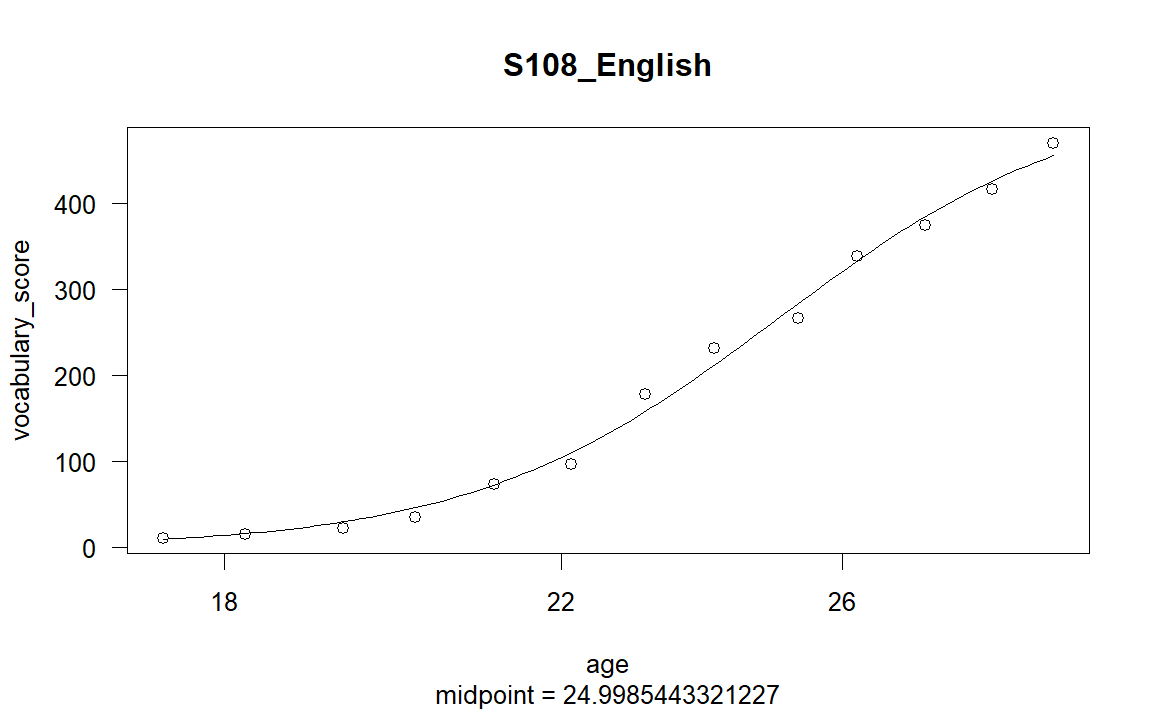 S108_English
vocabulary_score
400
300
200
100
0
18 22 26
age
midpoint = 24.9985443321227